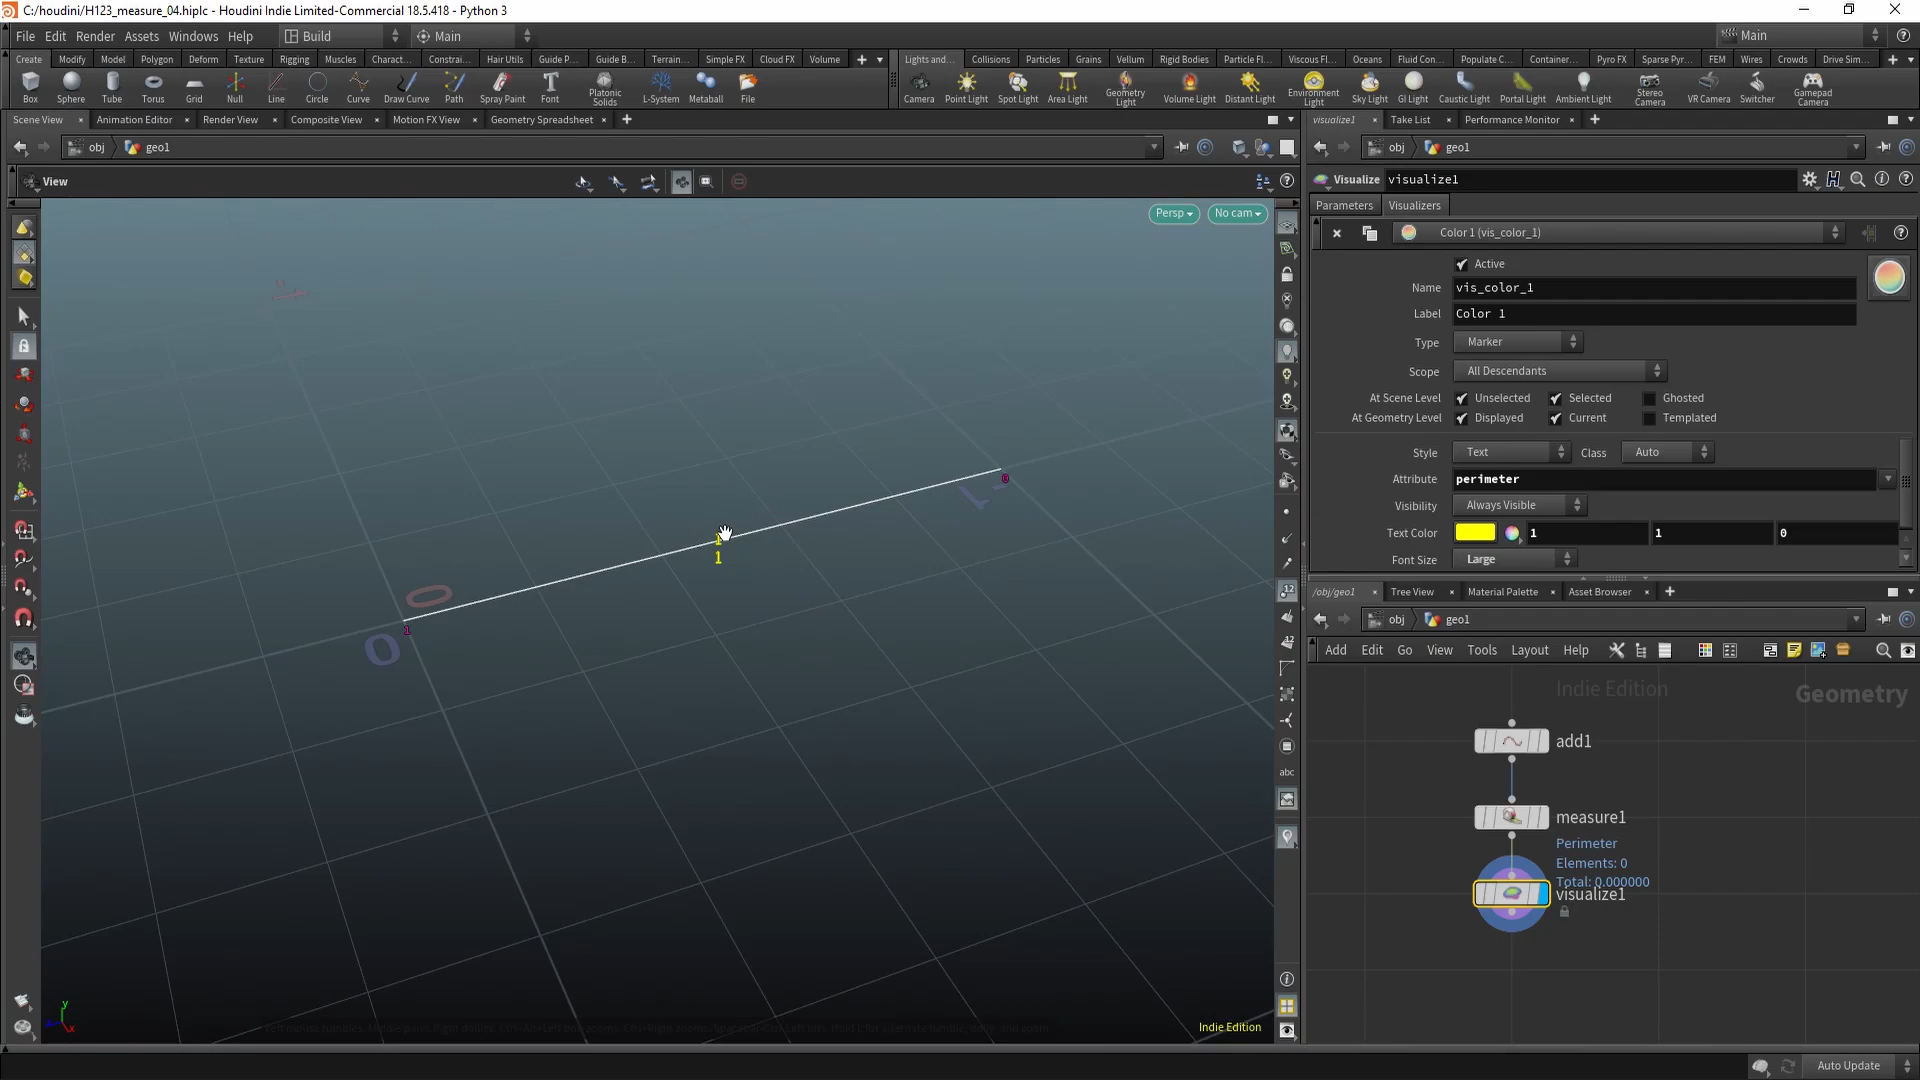 C:/houdini/H123_measure_04.hiplc - Houdini Indie Limited-Commercial 18.5.418 - Python 3
File Edit Render Assets Windows Help Build Main Main
Create Modify Model Polygon Deform Texture Rigging Muscles Charact... Constrai... Hair Utils Guide P... Guide B... Terrain... Simple FX Cloud FX Volume
Lights and... Collisions Particles Grains Vellum Rigid Bodies Particle Fl... Viscous Fl... Oceans Fluid Con... Populate C... Container... Pyro FX Sparse Pyr... FEM Wires Crowds Drive Sim...
Box Sphere Tube Torus Grid Null Line Circle Curve Draw Curve Path Spray Paint Font Platonic Solids L-System Metaball File
Camera Point Light Spot Light Area Light Geometry Light Volume Light Distant Light Environment Light Sky Light GI Light Caustic Light Portal Light Ambient Light Stereo Camera VR Camera Switcher Gamepad Camera
Scene View Animation Editor Render View Composite View Motion FX View Geometry Spreadsheet
visualize1 Take List Performance Monitor
obj geo1
obj geo1
View
Visualize visualize1
Parameters Visualizers
Persp No cam
Color 1 (vis_color_1)
Active
Name vis_color_1
Label Color 1
Type Marker
Scope All Descendants
At Scene Level Unselected Selected Ghosted
At Geometry Level Displayed Current Templated
Style Text Class Auto
Attribute perimeter
Visibility Always Visible
Text Color 1 1 0
Font Size Large
0
-1
1
0
1
0
/obj/geo1 Tree View Material Palette Asset Browser
obj geo1
Add Edit Go View Tools Layout Help
Indie Edition
Geometry
add1
measure1
Perimeter
Elements: 0
Total: 0.000000
visualize1
12
12
abc
y
x
Indie Edition
Auto Update